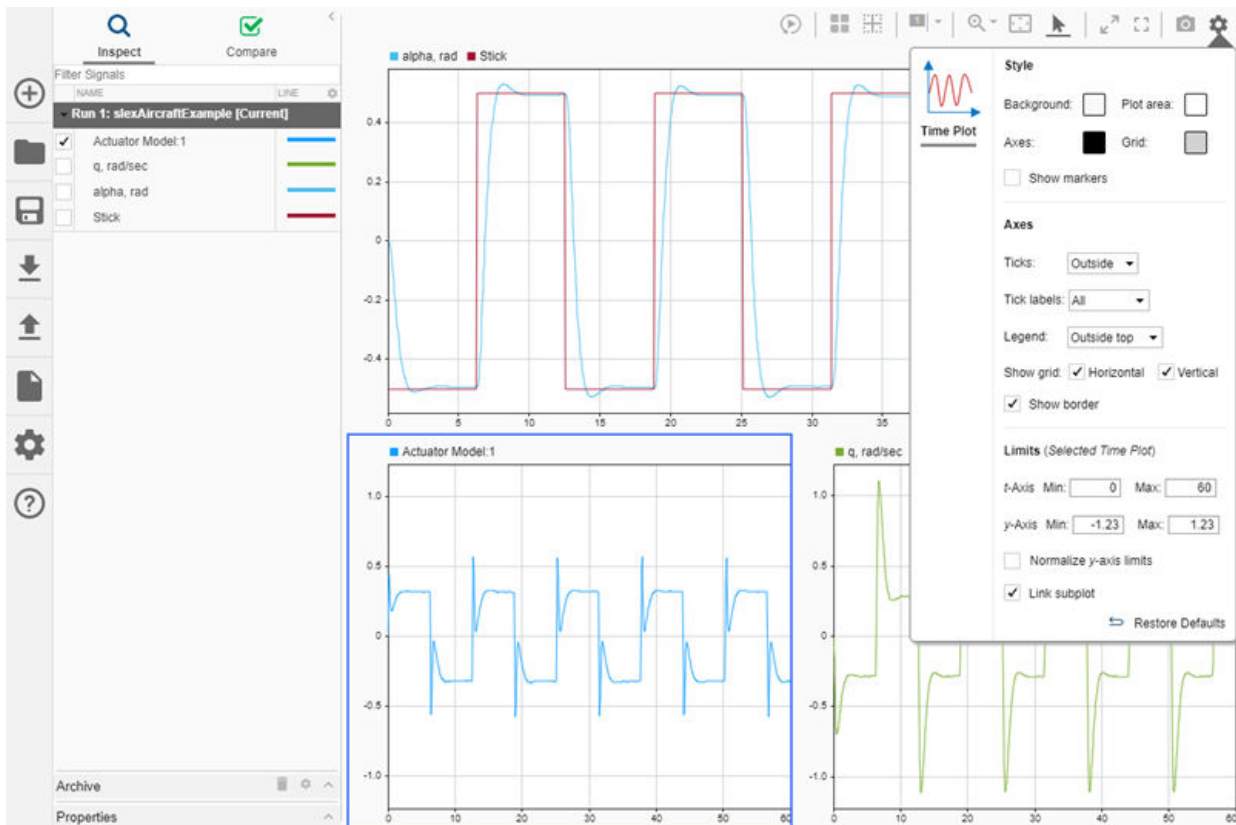 Inspect
Compare
Filter Signals
NAME LINE
Run 1: slexAircraftExample [Current]
Actuator Model:1
q, rad/sec
alpha, rad
Stick
Archive
Properties
1
alpha, rad Stick
0.4
0.2
0
-0.2
-0.4
0 5 10 15 20 25 30 35
Actuator Model:1
1.0
0.5
0
-0.5
-1.0
0 10 20 30 40 50 60
q, rad/sec
1.0
0.5
0
-0.5
-1.0
0 10 20 30 40 50 60
Time Plot
Style
Background: Plot area:
Axes: Grid:
Show markers
Axes
Ticks: Outside
Tick labels: All
Legend: Outside top
Show grid: Horizontal Vertical
Show border
Limits (Selected Time Plot)
t-Axis Min: 0 Max: 60
y-Axis Min: -1.23 Max: 1.23
Normalize y-axis limits
Link subplot
Restore Defaults